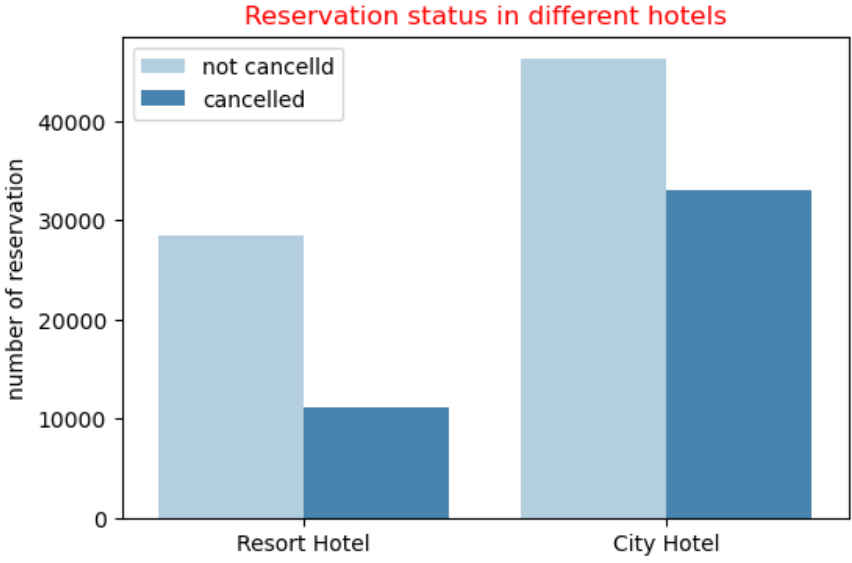 Reservation status in different hotels
not cancelld
cancelled
number of reservation
40000
30000
20000
10000
0
Resort Hotel
City Hotel